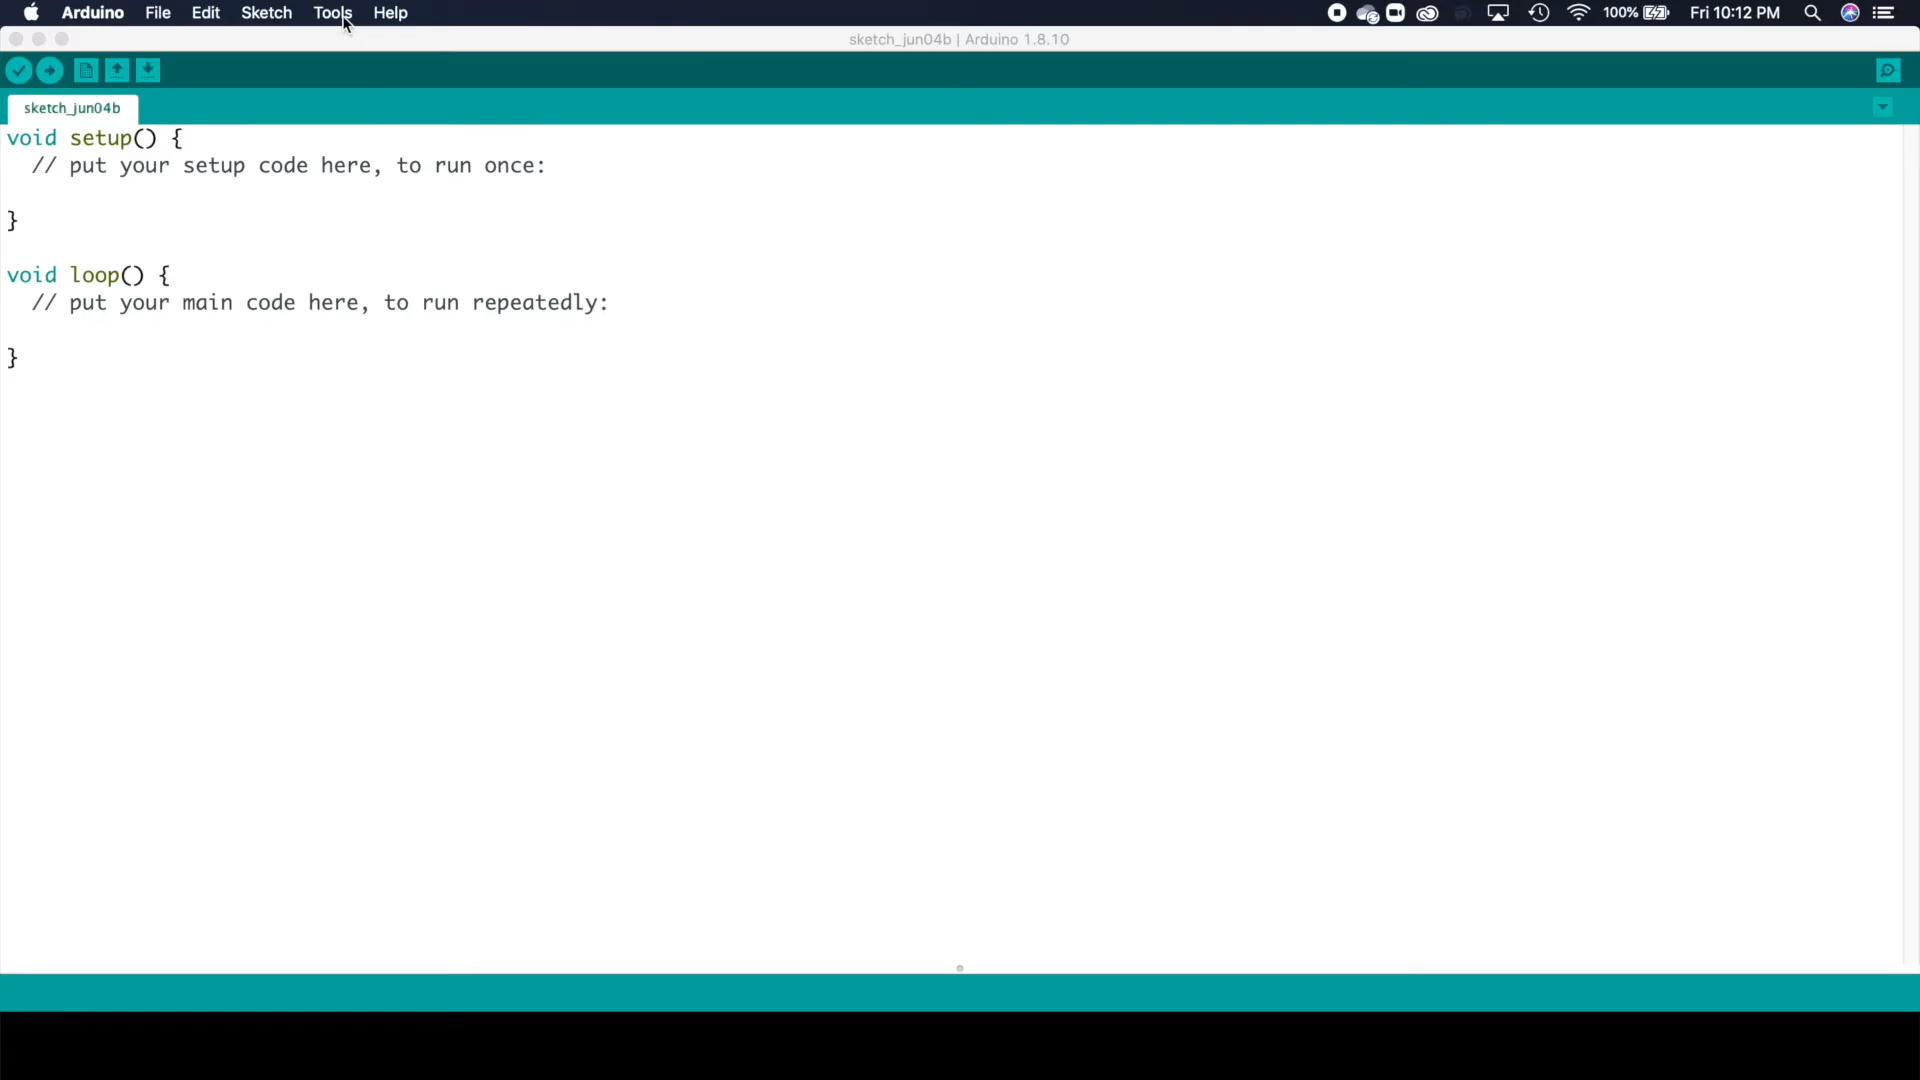 Arduino File Edit Sketch Tools Help 100% Fri 10:12 PM
sketch_jun04b | Arduino 1.8.10
sketch_jun04b
void setup() {
  // put your setup code here, to run once:
}
void loop() {
  // put your main code here, to run repeatedly:
}